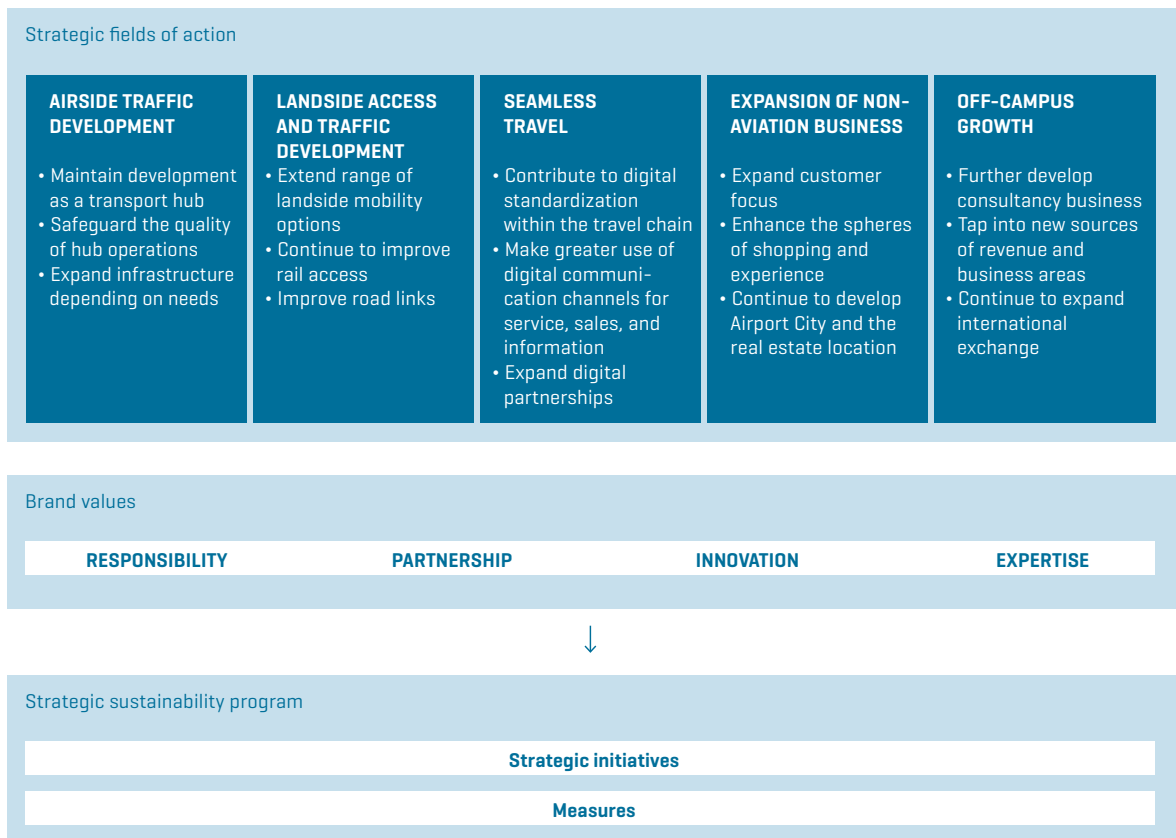 Strategic fields of action
AIRSIDE TRAFFIC
DEVELOPMENT
• Maintain development
as a transport hub
• Safeguard the quality
of hub operations
• Expand infrastructure
depending on needs
LANDSIDE ACCESS
AND TRAFFIC
DEVELOPMENT
• Extend range of
landside mobility
options
• Continue to improve
rail access
• Improve road links
SEAMLESS
TRAVEL
• Contribute to digital
standardization
within the travel chain
• Make greater use of
digital communi-
cation channels for
service, sales, and
information
• Expand digital
partnerships
EXPANSION OF NON-
AVIATION BUSINESS
• Expand customer
focus
• Enhance the spheres
of shopping and
experience
• Continue to develop
Airport City and the
real estate location
OFF-CAMPUS
GROWTH
• Further develop
consultancy business
• Tap into new sources
of revenue and
business areas
• Continue to expand
international
exchange
Brand values
RESPONSIBILITY
PARTNERSHIP
INNOVATION
EXPERTISE
Strategic sustainability program
Strategic initiatives
Measures